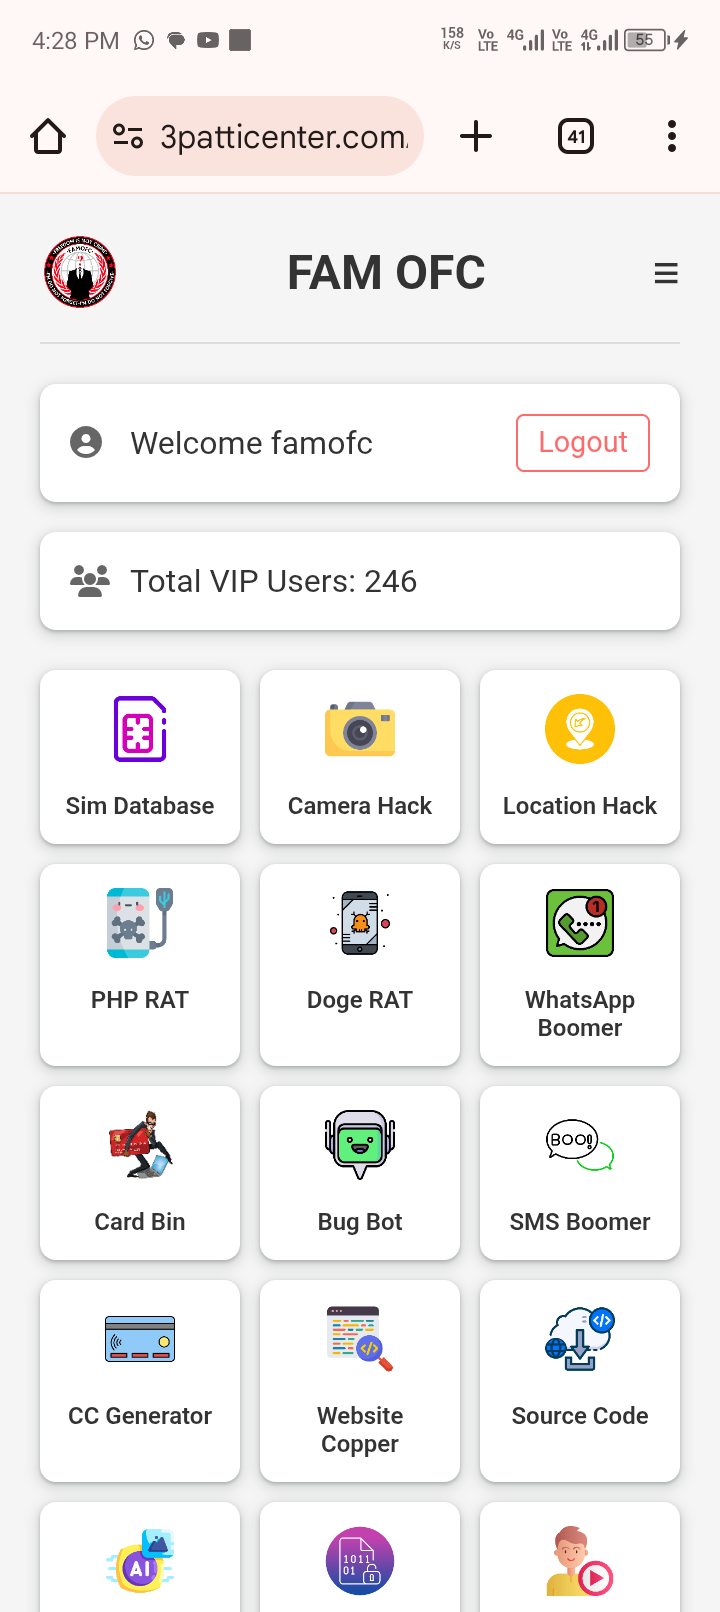 4:28 PM
158
K/S
Vo
LTE
4G
Vo
LTE
4G
55
3patticenter.com
41
FAMOFC
FAM OFC
Welcome famofc
Logout
Total VIP Users: 246
Sim Database
Camera Hack
Location Hack
PHP RAT
Doge RAT
1
WhatsApp
Boomer
Card Bin
Bug Bot
BOO!
SMS Boomer
CC Generator
Website
Copper
Source Code
AI
1011
01